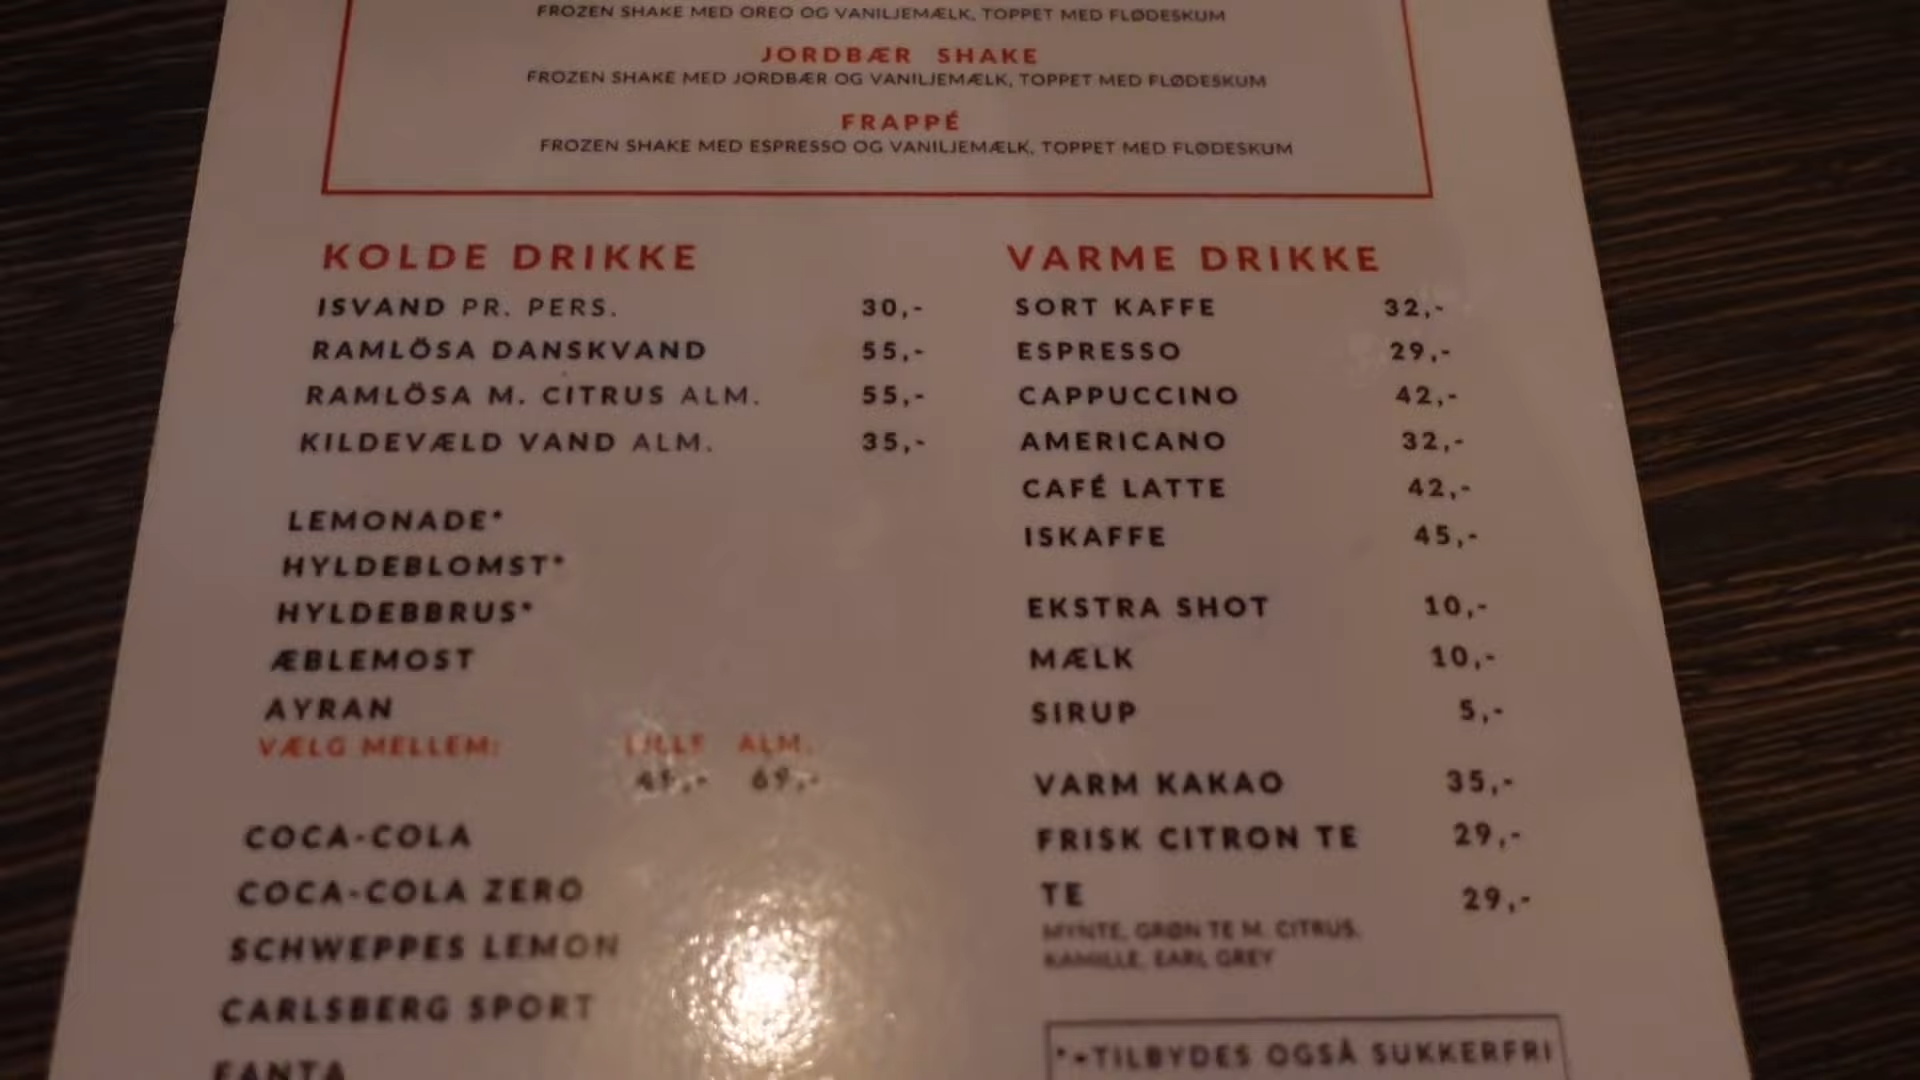 FROZEN SHAKE MED OREO OG VANILJEMÆLK, TOPPET MED FLØDESKUM
JORDBÆR SHAKE
FROZEN SHAKE MED JORDBÆR OG VANILJEMÆLK, TOPPET MED FLØDESKUM
FRAPPÉ
FROZEN SHAKE MED ESPRESSO OG VANILJEMÆLK, TOPPET MED FLØDESKUM
KOLDE DRIKKE
ISVAND PR. PERS. 30,-
RAMLÖSA DANSKVAND 55,-
RAMLÖSA M. CITRUS ALM. 55,-
KILDEVÆLD VAND ALM. 35,-
LEMONADE*
HYLDEBLOMST*
HYLDEBBRUS*
ÆBLEMOST
AYRAN
VÆLG MELLEM: LILLE ALM.
69,-
COCA-COLA
COCA-COLA ZERO
SCHWEPPES LEMON
CARLSBERG SPORT
FANTA
VARME DRIKKE
SORT KAFFE 32,-
ESPRESSO 29,-
CAPPUCCINO 42,-
AMERICANO 32,-
CAFÉ LATTE 42,-
ISKAFFE 45,-
EKSTRA SHOT 10,-
MÆLK 10,-
SIRUP 5,-
VARM KAKAO 35,-
FRISK CITRON TE 29,-
TE 29,-
MYNTE, GRØN TE M. CITRUS,
KAMILLE, EARL GREY
*=TILBYDES OGSÅ SUKKERFRI